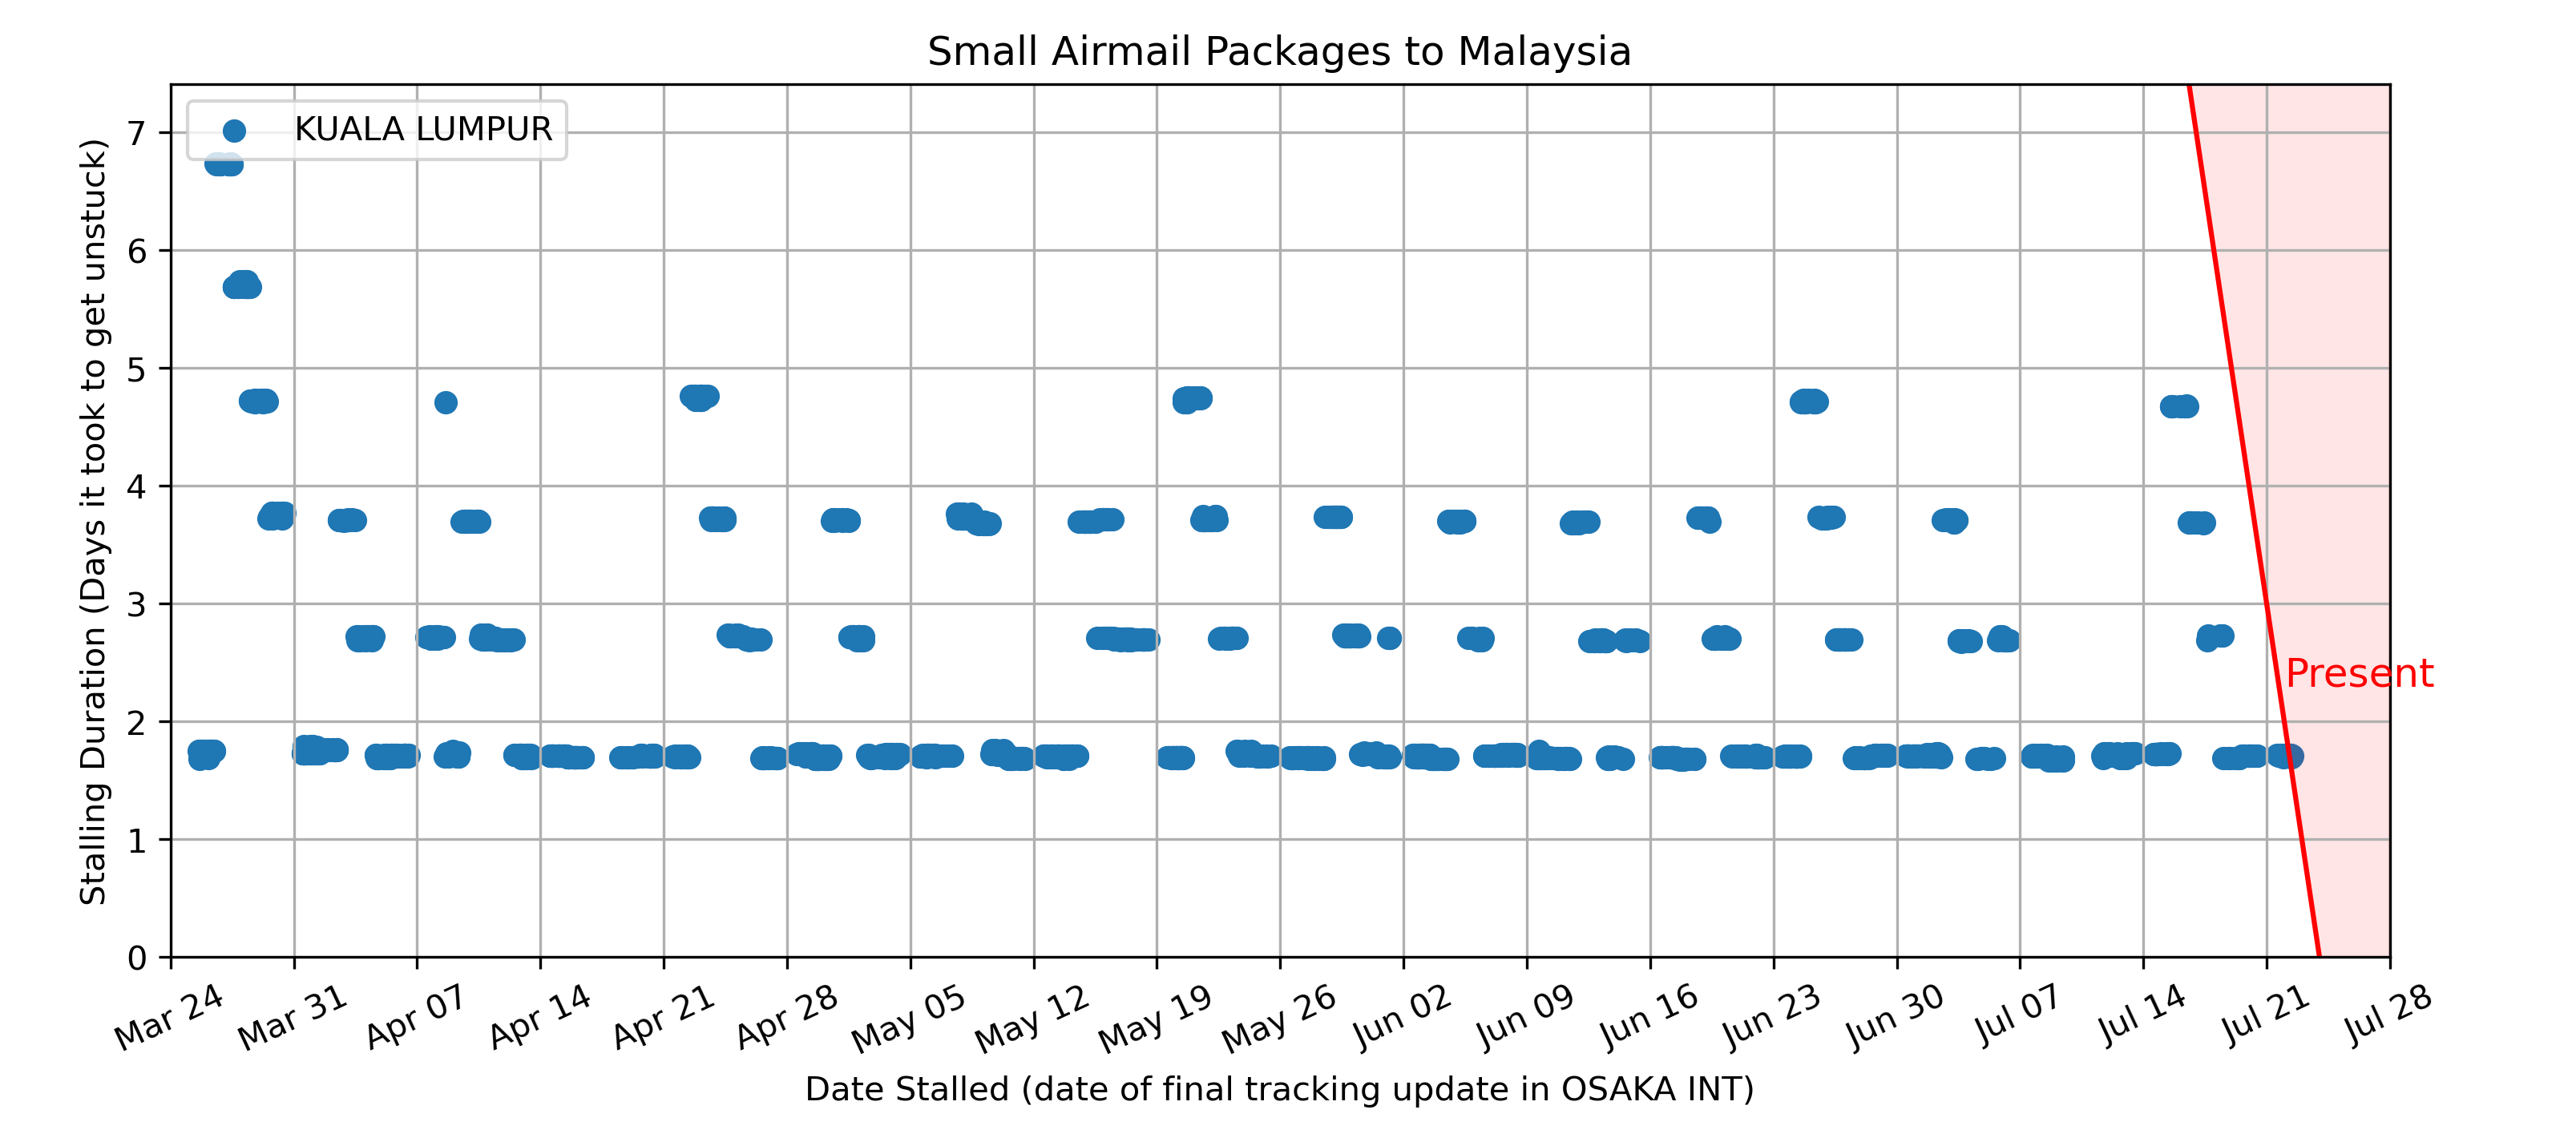 Small Airmail Packages to Malaysia
KUALA LUMPUR
Stalling Duration (Days it took to get unstuck)
7
6
5
4
3
2
1
0
Present
Mar 24
Mar 31
Apr 07
Apr 14
Apr 21
Apr 28
May 05
May 12
May 19
May 26
Jun 02
Jun 09
Jun 16
Jun 23
Jun 30
Jul 07
Jul 14
Jul 21
Jul 28
Date Stalled (date of final tracking update in OSAKA INT)